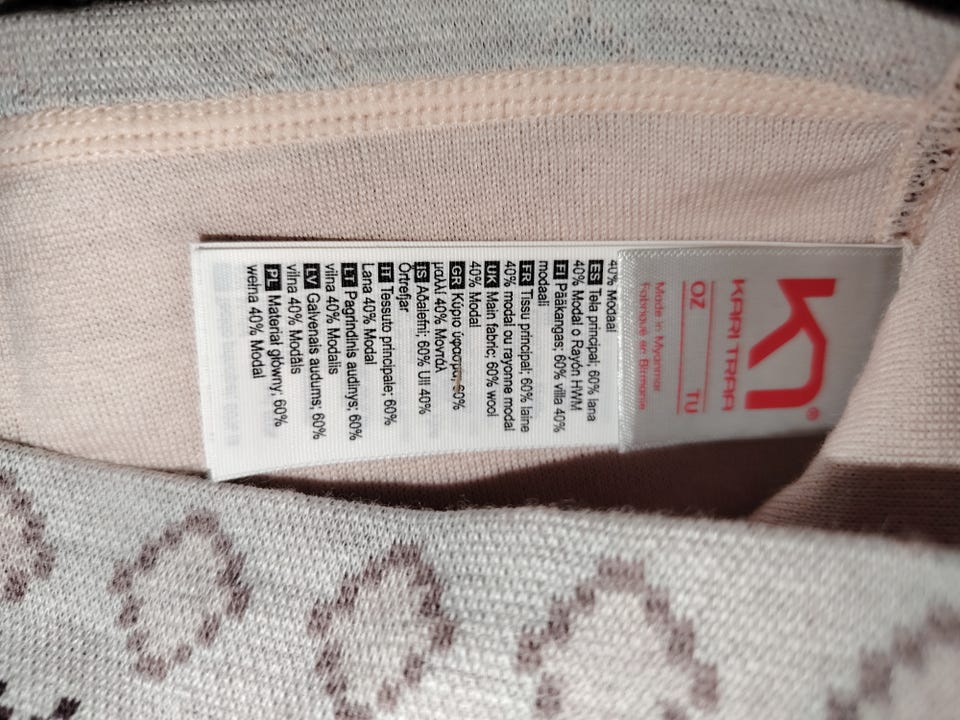 KARI TRAA
OZ TU
Made in Myanmar
Fabriqué en Birmanie
40% Modaal
ES Tela principal; 60% lana
40% Modal o Rayón HWM
FI Pääkangas; 60% villa 40%
modaali
FR Tissu principal; 60% laine
40% modal ou rayonne modal
UK Main fabric; 60% wool
40% Modal
GR Κύριο ύφασμα; 60%
μαλλί 40% Μοντάλ
IS Aðalefni; 60% Ull 40%
Ortrefjar
IT Tessuto principale; 60%
Lana 40% Modal
LT Pagrindinis audinys; 60%
vilna 40% Modalis
LV Galvenais audums; 60%
vilna 40% Modāls
PL Materiał główny; 60%
wełna 40% Modal